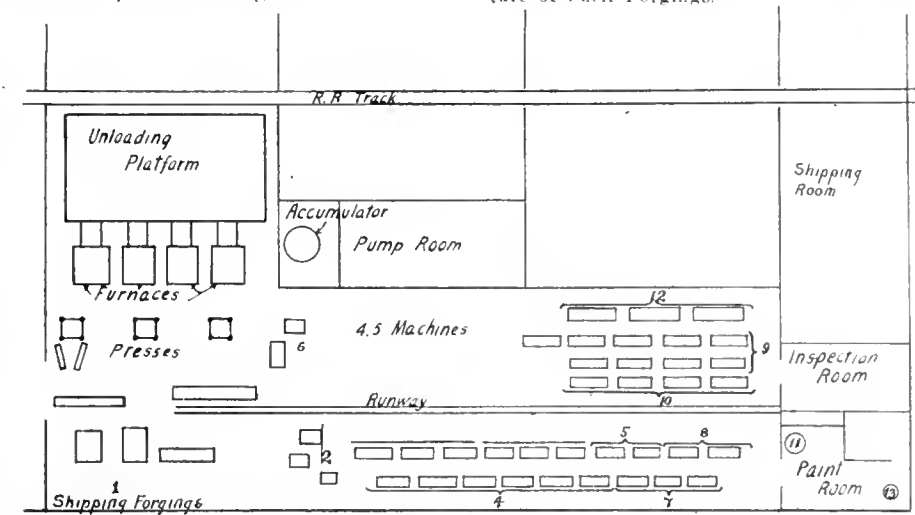 R.R Track
Unloading
Platform
Shipping
Room
Accumulator
Pump Room
Furnaces
12
4.5 Machines
6
Presses
9
Inspection
Room
Runway
10
5
8
11
2
Paint
Room
13
1
4
7
Shipping Forgings